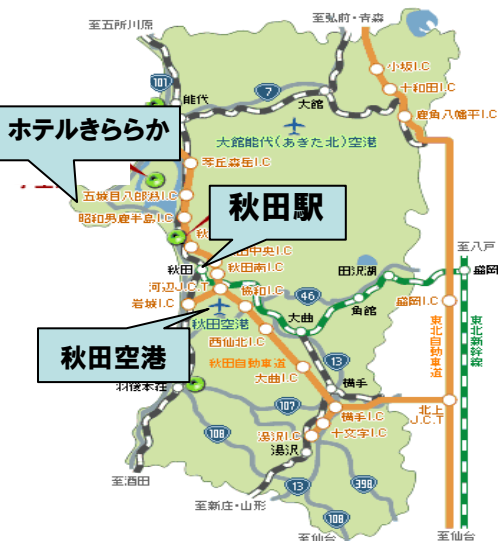 至弘前・青森
至五所川原
小坂I.C
101
7
十和田I.C
能代
大館
鹿角八幡平I.C
ホテルきららか
大館能代(あきた北)空港
琴丘森岳I.C
五城目八郎潟I.C
秋田駅
昭和男鹿半島I.C
秋
田中央I.C
至八戸
秋田
秋田南I.C
田沢湖
盛岡
河辺J.C.T
協和I.C
46
角館
盛岡I.C
岩城I.C
秋田空港
大曲
東北自動車道
東北新幹線
秋田空港
西仙北I.C
秋田自動車道
13
大曲I.C
横手
羽後本荘
107
北上J.C.T
横手I.C
108
十文字I.C
湯沢I.C
湯沢
至酒田
13
398
至新庄・山形
108
至仙台
至仙台